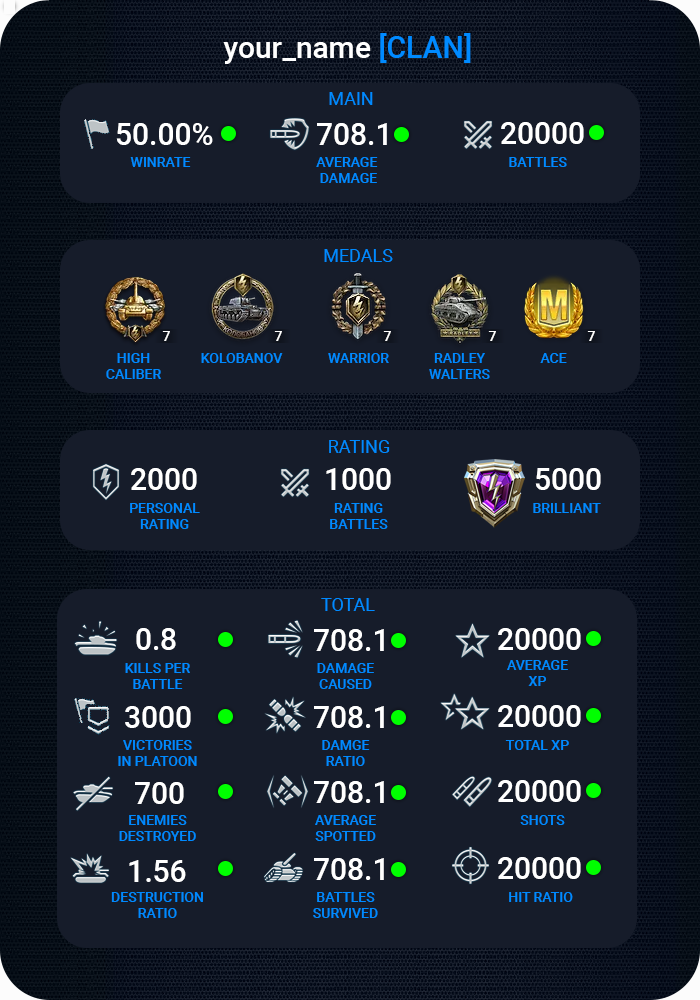 your_name [CLAN]
MAIN
50.00% 708.1 20000
WINRATE AVERAGE DAMAGE BATTLES
MEDALS
7 7 7 7 M 7
HIGH CALIBER KOLOBANOV WARRIOR RADLEY WALTERS ACE
RATING
2000 1000 5000
PERSONAL RATING RATING BATTLES BRILLIANT
TOTAL
0.8 708.1 20000
KILLS PER BATTLE DAMAGE CAUSED AVERAGE XP
3000 708.1 20000
VICTORIES IN PLATOON DAMGE RATIO TOTAL XP
700 708.1 20000
ENEMIES DESTROYED AVERAGE SPOTTED SHOTS
1.56 708.1 20000
DESTRUCTION RATIO BATTLES SURVIVED HIT RATIO